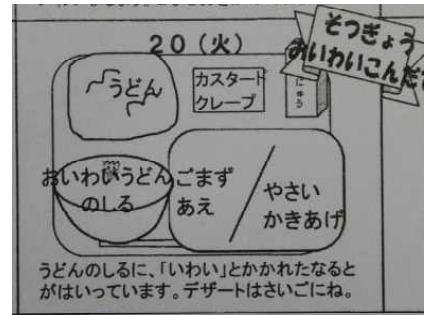 20(火)
そつぎょう
おいわいこんだ
うどん
カスタード
クレープ
にゅう
おいわいうどん
のしる
ごまず
あえ
やさい
かきあげ
うどんのしるに、「いわい」とかかれたなると
がはいっています。デザートはさいごにね。